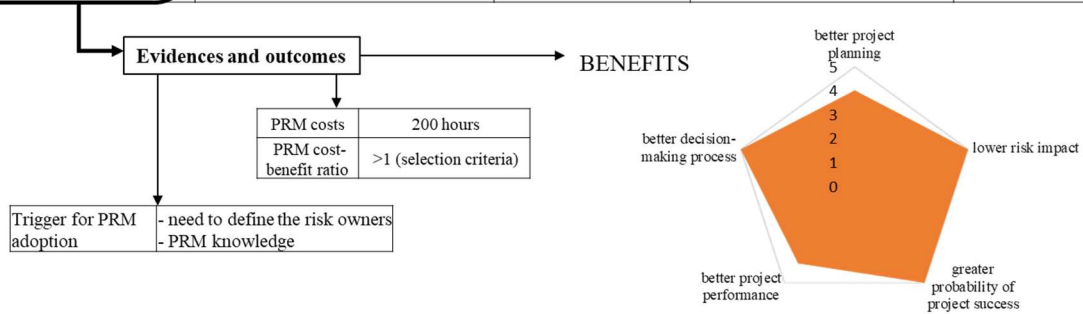 Evidences and outcomes
BENEFITS
PRM costs
200 hours
PRM cost-
benefit ratio
>1 (selection criteria)
Trigger for PRM
adoption
- need to define the risk owners
- PRM knowledge
better project
planning
5
4
3
2
1
0
better decision-
making process
lower risk impact
better project
performance
greater
probability of
project success